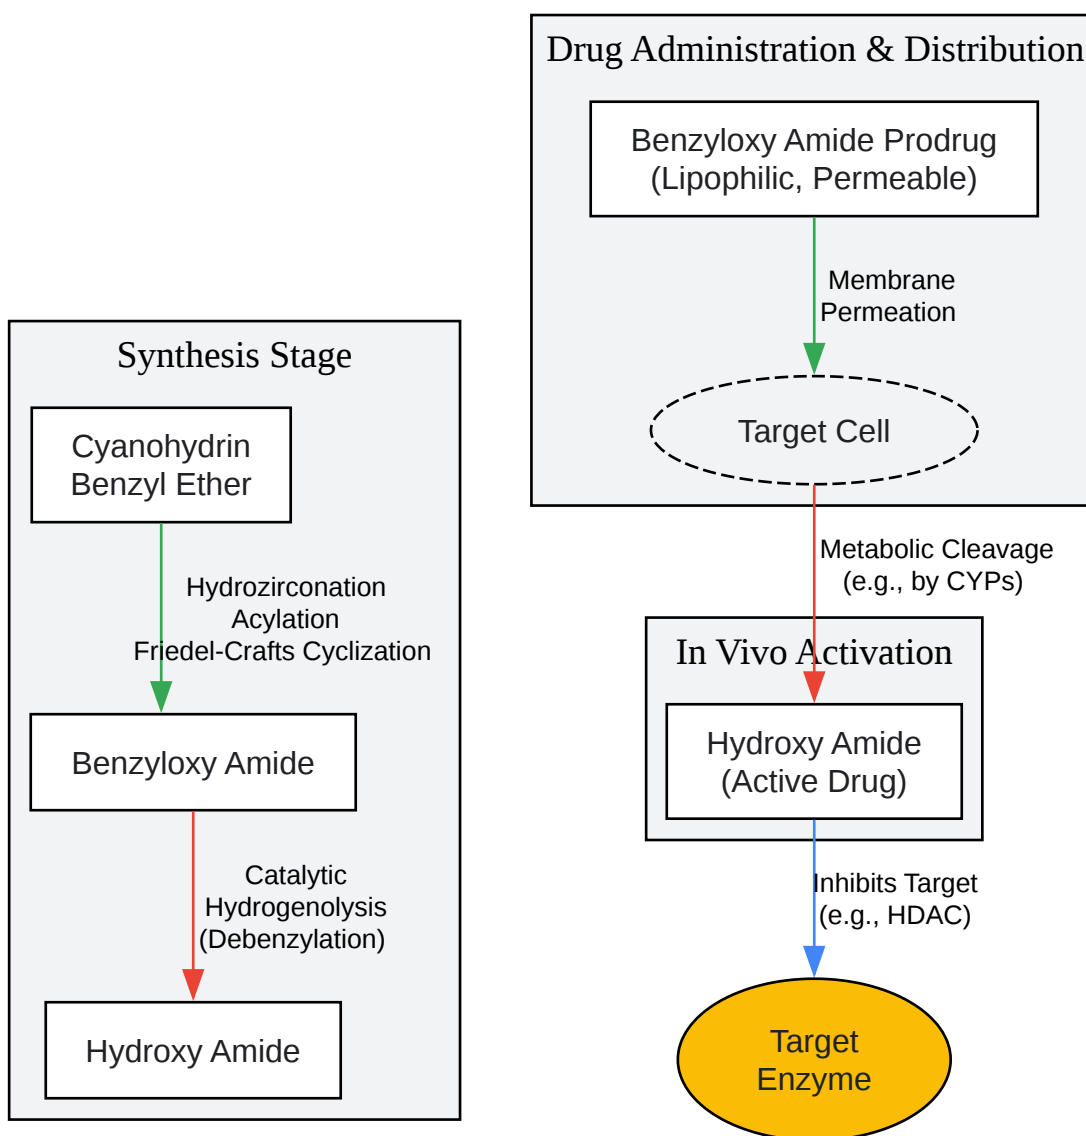 Synthesis Stage
Cyanohydrin
Benzyl Ether
Hydrozirconation
Acylation
Friedel-Crafts Cyclization
Benzyloxy Amide
Catalytic
Hydrogenolysis
(Debenzylation)
Hydroxy Amide
Drug Administration & Distribution
Benzyloxy Amide Prodrug
(Lipophilic, Permeable)
Membrane
Permeation
Target Cell
Metabolic Cleavage
(e.g., by CYPs)
In Vivo Activation
Hydroxy Amide
(Active Drug)
Inhibits Target
(e.g., HDAC)
Target
Enzyme